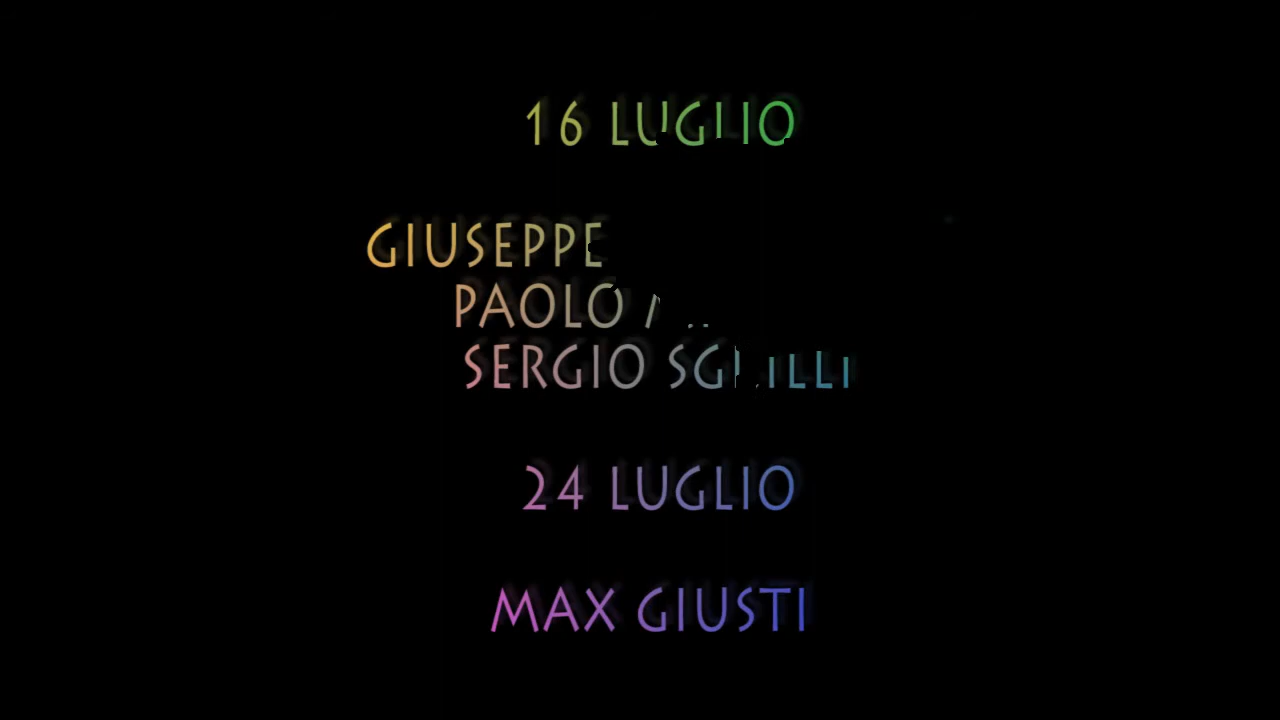 16 LUGLIO
GIUSEPPE
PAOLO
SERGIO
24 LUGLIO
MAX GIUSTI